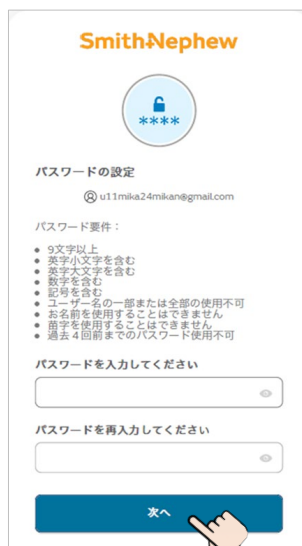 Smith+Nephew
****
パスワードの設定
u11mika24mikan@gmail.com
パスワード要件：
• 9文字以上
• 英字小文字を含む
• 英字大文字を含む
• 数字を含む
• 記号を含む
• ユーザー名の一部または全部の使用不可
• お名前を使用することはできません
• 苗字を使用することはできません
• 過去４回前までのパスワード使用不可
パスワードを入力してください
パスワードを再入力してください
次へ